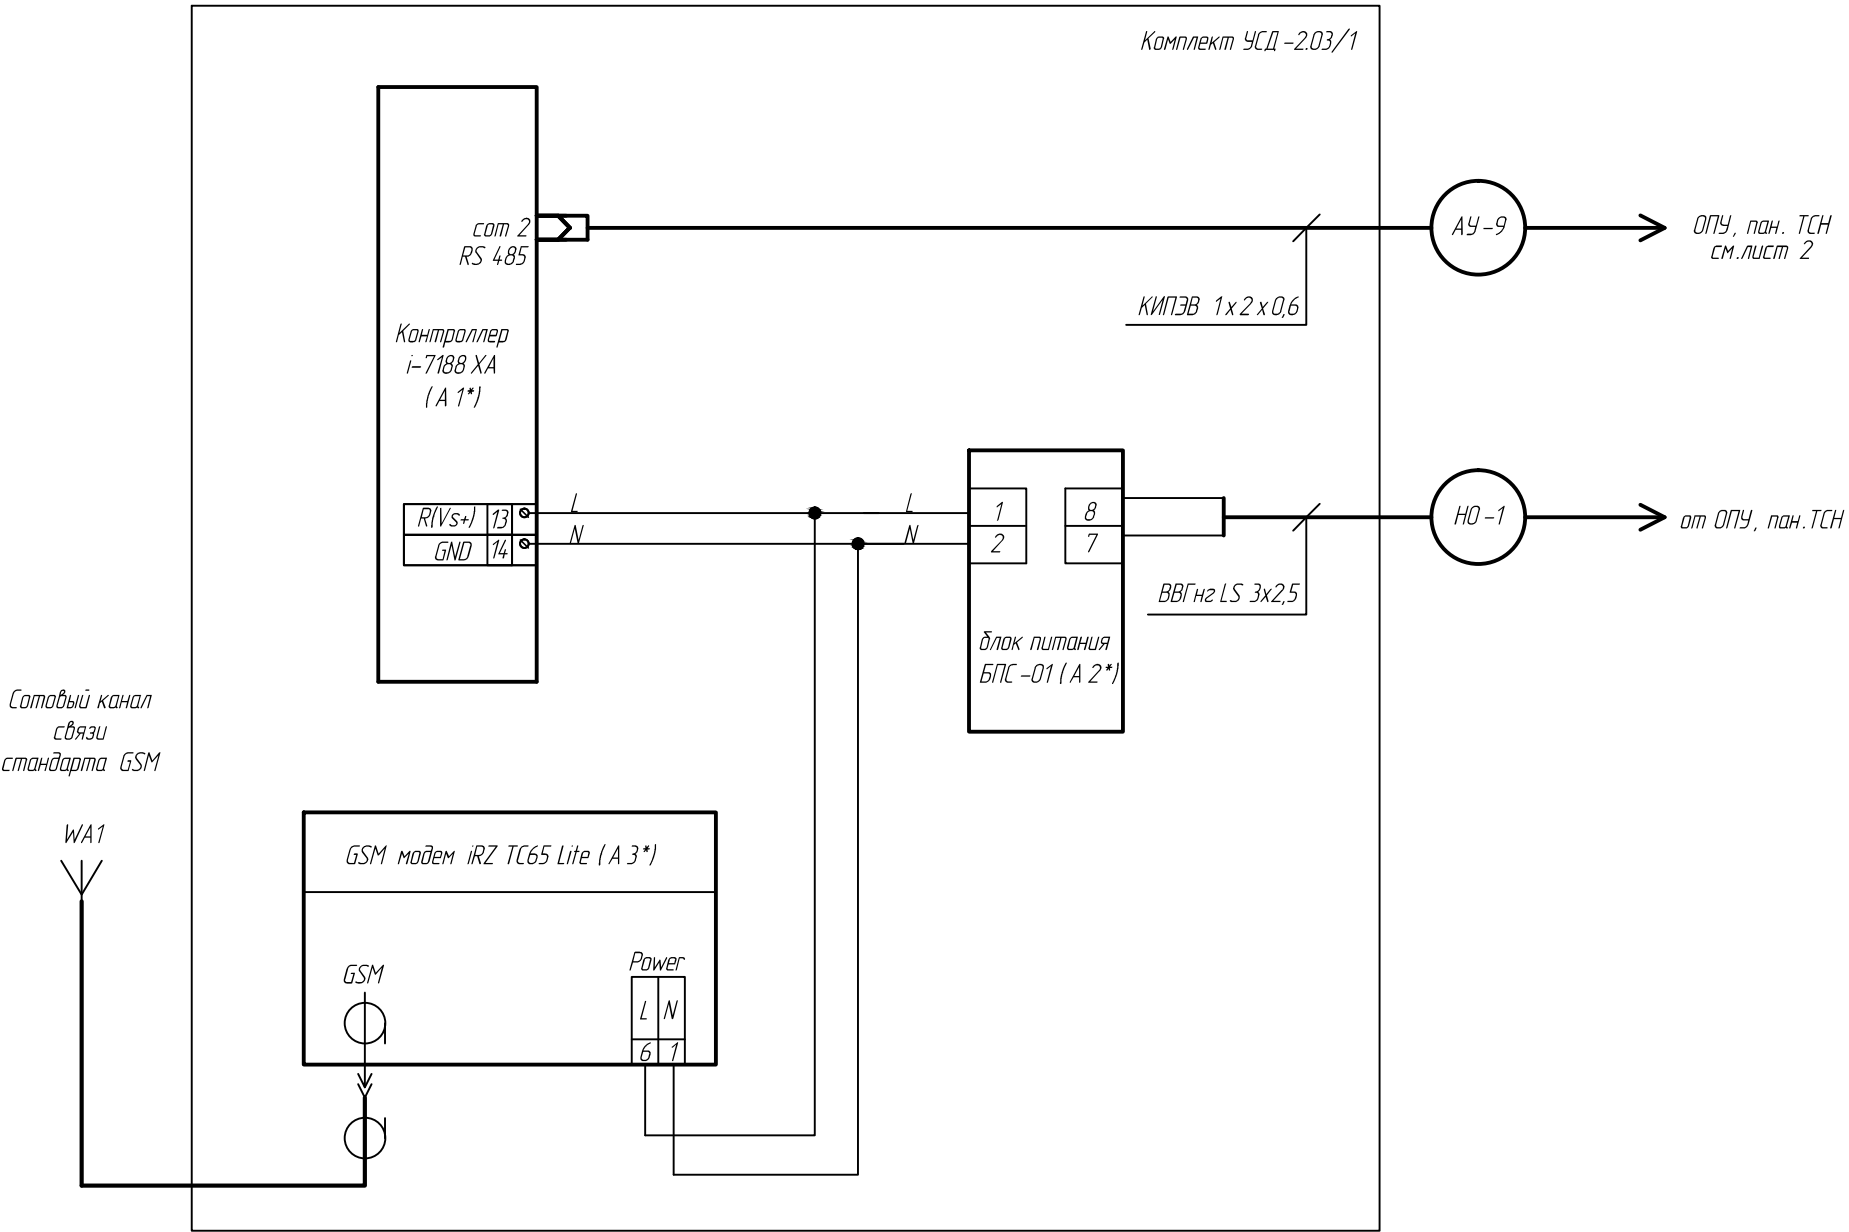 Комплект УСД-2.03/1
com 2
RS 485
АУ-9
ОПУ, пан. ТСН
см.лист 2
КИПЭВ 1х2х0,6
Контроллер
i-7188 XA
(A 1*)
L
L
R(Vs+) 13
N
N
GND 14
1
2
8
7
НО-1
от ОПУ, пан.ТСН
ВВГнг LS 3х2,5
блок питания
БПС-01 (А 2*)
Сотовый канал
связи
стандарта GSM
WA1
GSM модем iRZ TC65 Lite (A 3*)
GSM
Power
L N
6 1